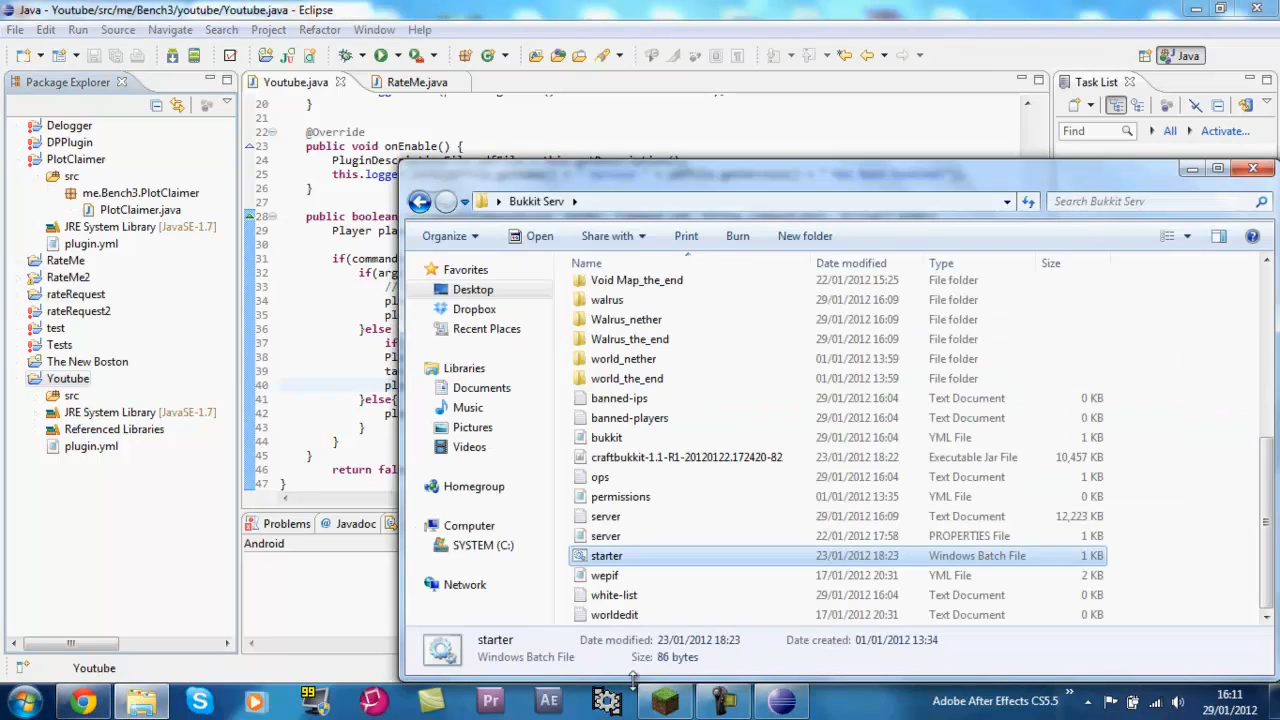 Java - Youtube/src/me/Bench3/youtube/Youtube.java - Eclipse
File Edit Run Source Navigate Search Project Refactor Window Help
Java
Package Explorer
Youtube.java
RateMe.java
Task List
Find
All
Activate...
Delogger
DPPlugin
PlotClaimer
src
me.Bench3.PlotClaimer
PlotClaimer.java
JRE System Library [JavaSE-1.7]
plugin.yml
RateMe
RateMe2
rateRequest
rateRequest2
test
Tests
The New Boston
Youtube
src
JRE System Library [JavaSE-1.7]
Referenced Libraries
plugin.yml
20 }
21
22 @Override
23 public void onEnable() {
24
25 this.logg
26 }
27
28 public boolean
29 Player pla
30
31 if(command
32 if(arg
33 //
34 pl
35 }else
36 if
37 P
38 ta
39
40 pl
41 }else{
42 pl
43 }
44 }
45 }
46 return fal
47 }
Problems @ Javadoc
Android
Youtube
Bukkit Serv
Search Bukkit Serv
Organize Open Share with Print Burn New folder
Favorites
Desktop
Dropbox
Recent Places
Libraries
Documents
Music
Pictures
Videos
Homegroup
Computer
SYSTEM (C:)
Network
Name Date modified Type Size
Void Map_the_end 22/01/2012 15:25 File folder
walrus 29/01/2012 16:09 File folder
Walrus_nether 29/01/2012 16:09 File folder
Walrus_the_end 29/01/2012 16:09 File folder
world_nether 01/01/2012 13:59 File folder
world_the_end 01/01/2012 13:59 File folder
banned-ips 29/01/2012 16:04 Text Document 0 KB
banned-players 29/01/2012 16:04 Text Document 0 KB
bukkit 29/01/2012 16:04 YML File 1 KB
craftbukkit-1.1-R1-20120122.172420-82 23/01/2012 18:22 Executable Jar File 10,457 KB
ops 29/01/2012 16:04 Text Document 1 KB
permissions 01/01/2012 13:35 YML File 0 KB
server 29/01/2012 16:09 Text Document 12,223 KB
server 22/01/2012 17:58 PROPERTIES File 1 KB
starter 23/01/2012 18:23 Windows Batch File 1 KB
wepif 17/01/2012 20:31 YML File 2 KB
white-list 29/01/2012 16:04 Text Document 0 KB
worldedit 17/01/2012 20:31 Text Document 0 KB
starter Date modified: 23/01/2012 18:23 Date created: 01/01/2012 13:34
Windows Batch File Size: 86 bytes
99
Pr
AE
Adobe After Effects CS5.5
16:11
29/01/2012